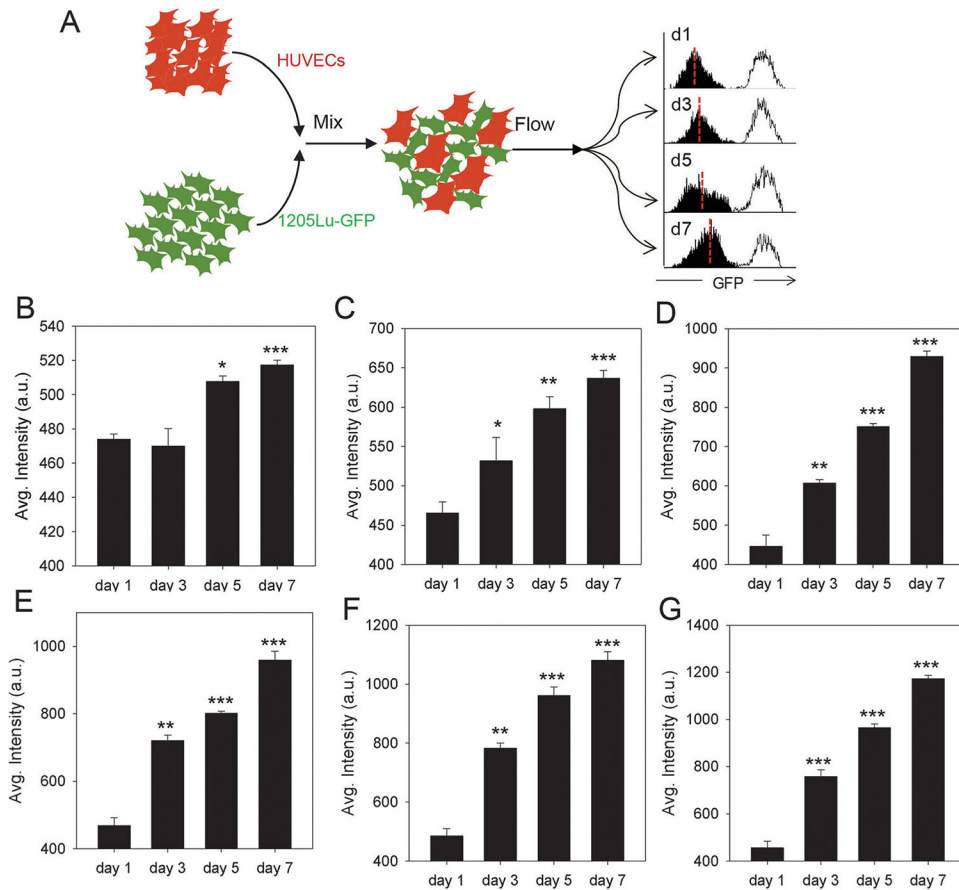 A
HUVECs
Mix
Flow
1205Lu-GFP
d1
d3
d5
d7
GFP
B
Avg. Intensity (a.u.)
540
520
500
480
460
440
420
400
*
***
day 1 day 3 day 5 day 7
C
Avg. Intensity (a.u.)
700
650
600
550
500
450
400
*
**
***
day 1 day 3 day 5 day 7
D
Avg. Intensity (a.u.)
1000
900
800
700
600
500
400
**
***
***
day 1 day 3 day 5 day 7
E
Avg. Intensity (a.u.)
1000
800
600
400
**
***
***
day 1 day 3 day 5 day 7
F
Avg. Intensity (a.u.)
1200
1000
800
600
400
**
***
***
day 1 day 3 day 5 day 7
G
Avg. Intensity (a.u.)
1400
1200
1000
800
600
400
***
***
***
day 1 day 3 day 5 day 7